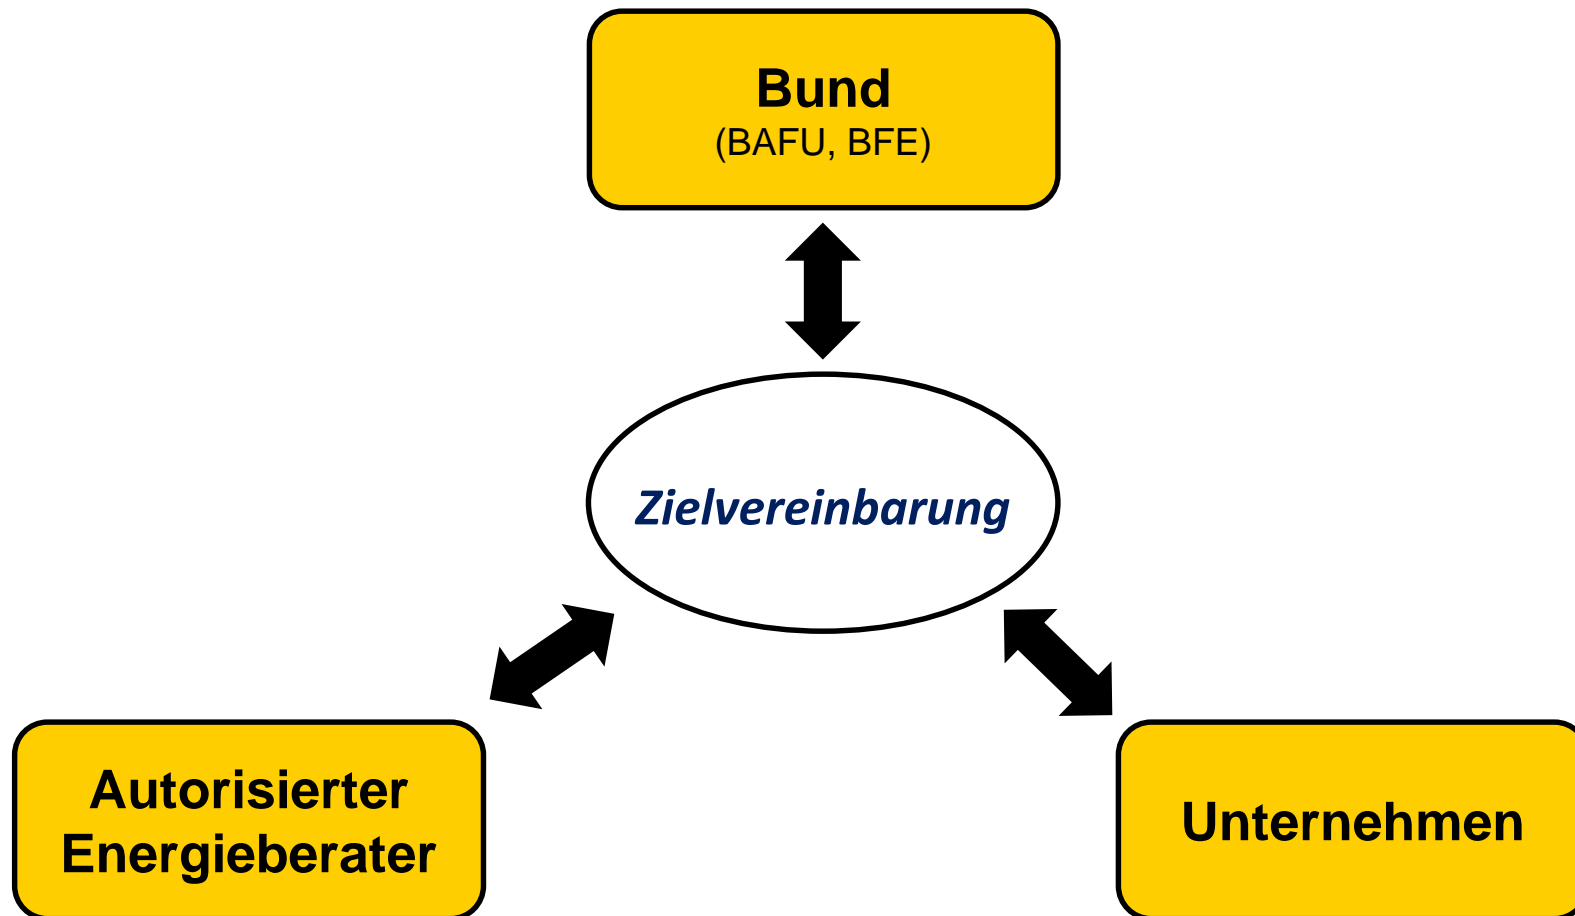 Bund
(BAFU, BFE)
Zielvereinbarung
Autorisierter
Energieberater
Unternehmen